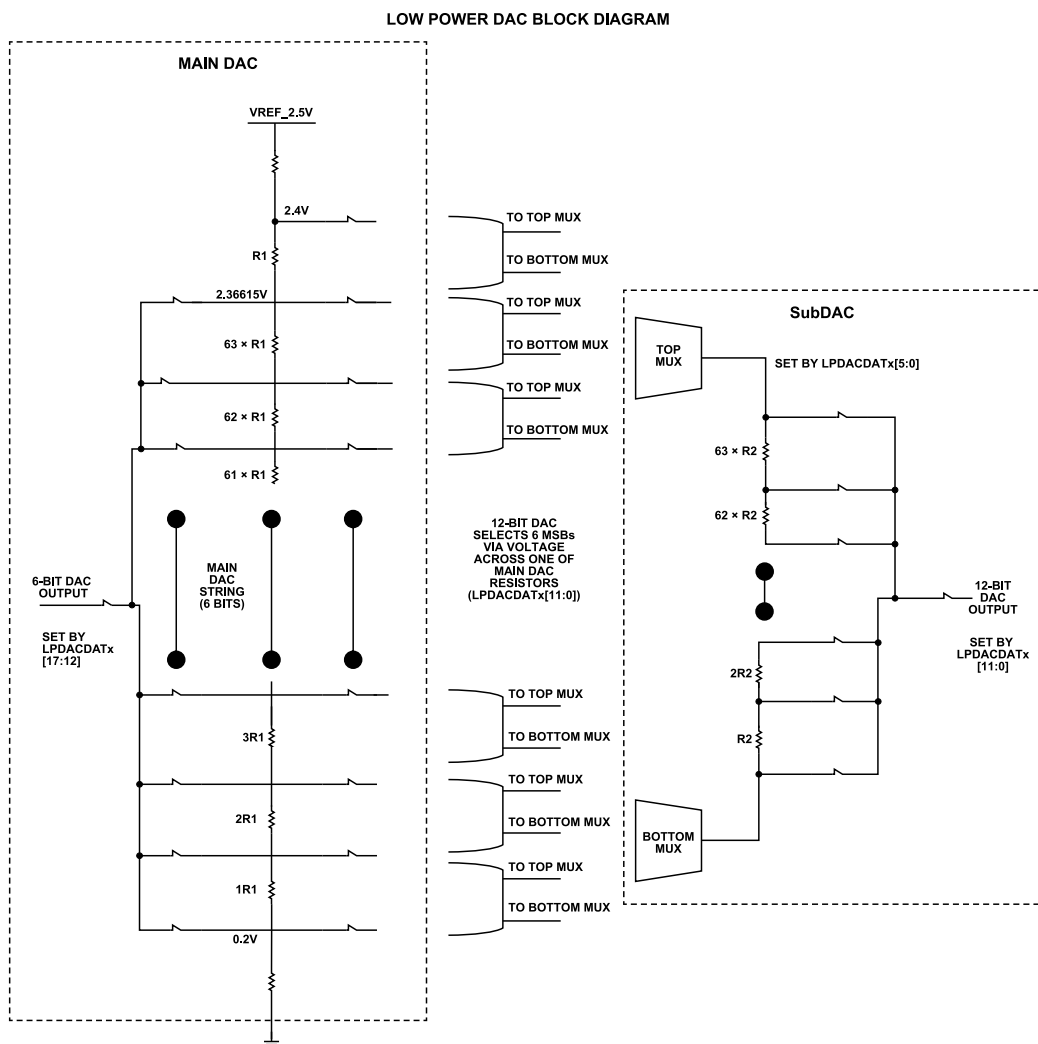 LOW POWER DAC BLOCK DIAGRAM
MAIN DAC
VREF_2.5V
2.4V
R1
2.36615V
63 × R1
62 × R1
61 × R1
MAIN
DAC
STRING
(6 BITS)
6-BIT DAC
OUTPUT
SET BY
LPDACDATx
[17:12]
3R1
2R1
1R1
0.2V
TO TOP MUX
TO BOTTOM MUX
TO TOP MUX
TO BOTTOM MUX
TO TOP MUX
TO BOTTOM MUX
12-BIT DAC
SELECTS 6 MSBs
VIA VOLTAGE
ACROSS ONE OF
MAIN DAC
RESISTORS
(LPDACDATx[11:0])
TO TOP MUX
TO BOTTOM MUX
TO TOP MUX
TO BOTTOM MUX
TO TOP MUX
TO BOTTOM MUX
SubDAC
TOP
MUX
SET BY LPDACDATx[5:0]
63 × R2
62 × R2
12-BIT
DAC
OUTPUT
SET BY
LPDACDATx
[11:0]
2R2
R2
BOTTOM
MUX